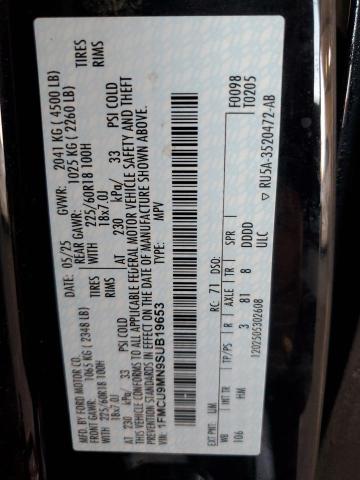 MFD. BY FORD MOTOR CO.
DATE: 05/25 GVWR: 2041 KG ( 4500 LB)
FRONT GAWR: 1065 KG ( 2348 LB) REAR GAWR: 1025 KG ( 2260 LB)
WITH 225/60R18 100H TIRES WITH 225/60R18 100H TIRES
18x7.0J RIMS 18x7.0J RIMS
AT 230 kPa/ 33 PSI COLD AT 230 kPa/ 33 PSI COLD
THIS VEHICLE CONFORMS TO ALL APPLICABLE FEDERAL MOTOR VEHICLE SAFETY AND THEFT
PREVENTION STANDARDS IN EFFECT ON THE DATE OF MANUFACTURE SHOWN ABOVE.
VIN: 1FMCU9MN9SUB19653
TYPE: MPV
F0098
T0205
EXT PNT: UM RC: 71 DSO:
WB TP/PS R AXLE TR SPR
106 HM 3 81 8 DDDD
1202505302608 ULC
▽ RU5A-3520472-AB